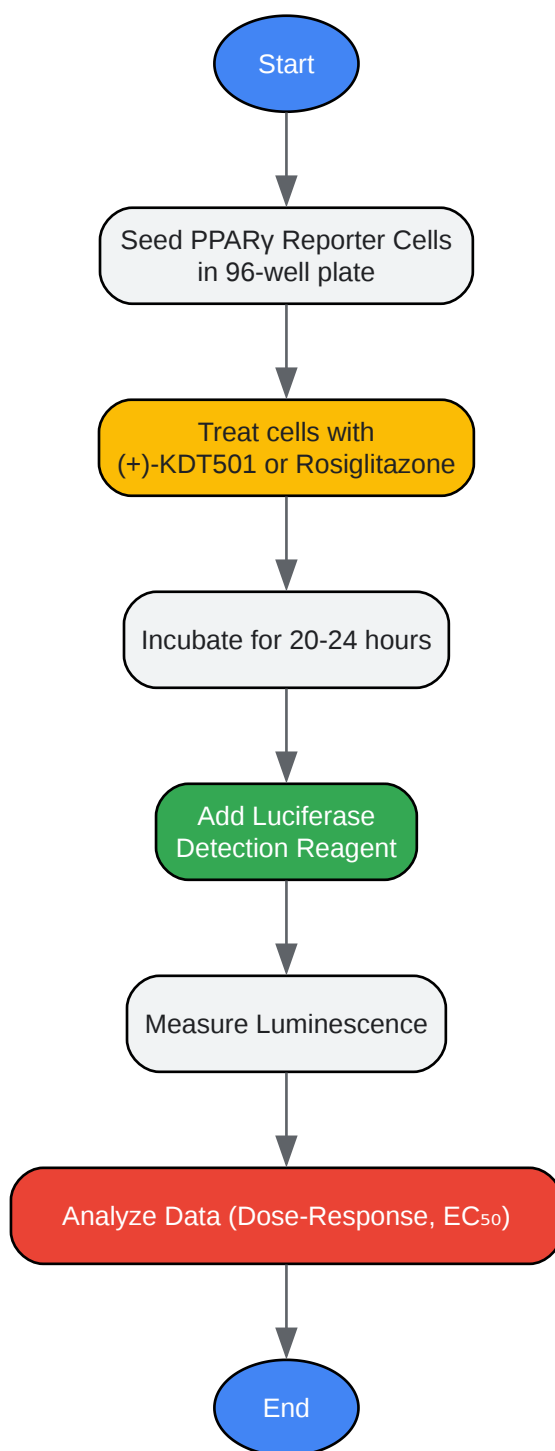 Start
Seed PPARγ Reporter Cells
in 96-well plate
Treat cells with
(+)-KDT501 or Rosiglitazone
Incubate for 20-24 hours
Add Luciferase
Detection Reagent
Measure Luminescence
Analyze Data (Dose-Response, EC₅₀)
End